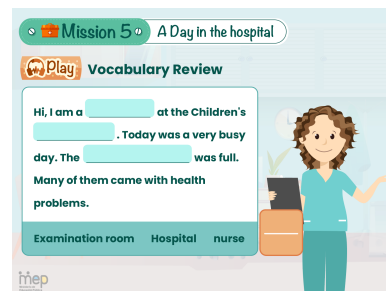 Mission 5
A Day in the hospital
Play
Vocabulary Review
Hi, I am a at the Children's
. Today was a very busy
day. The was full.
Many of them came with health
problems.
Examination room Hospital nurse
mep